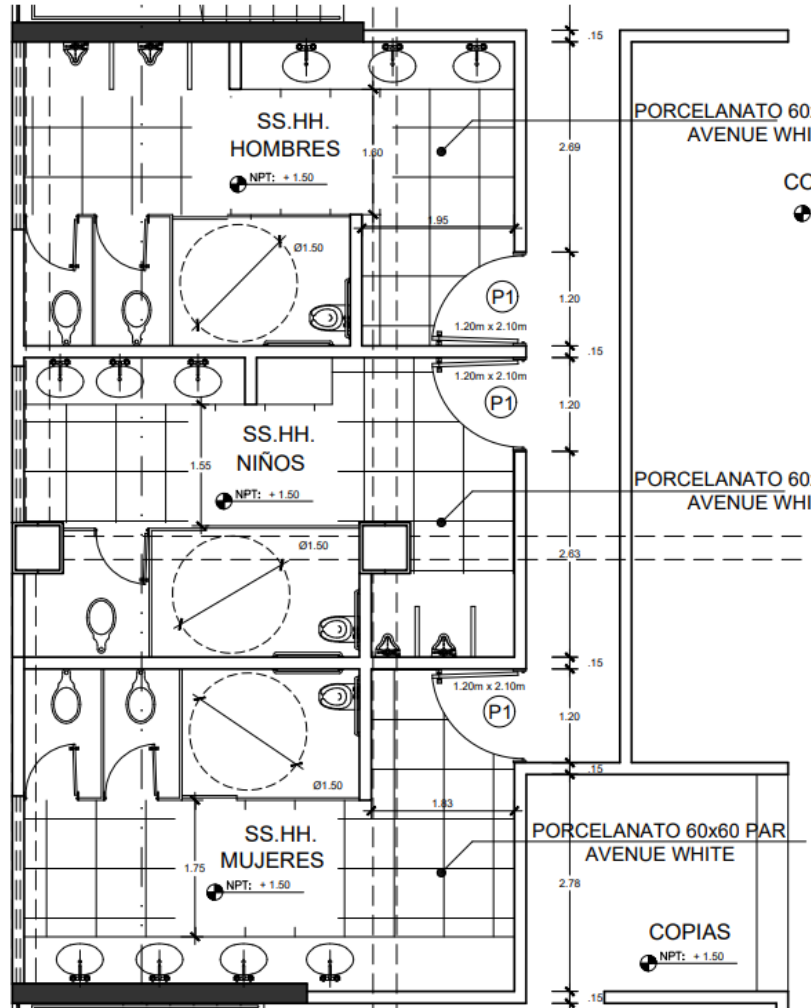 .15
PORCELANATO 60
AVENUE WHI
SS.HH.
HOMBRES
1.60
2.69
NPT: + 1.50
CO
1.95
Ø1.50
P1
1.20m x 2.10m
1.20
.15
1.20m x 2.10m
P1
1.20
SS.HH.
NIÑOS
1.55
NPT: + 1.50
PORCELANATO 60
AVENUE WHI
Ø1.50
2.63
.15
1.20m x 2.10m
P1
1.20
Ø1.50
.15
1.83
SS.HH.
MUJERES
1.75
NPT: + 1.50
PORCELANATO 60x60 PAR
AVENUE WHITE
2.78
COPIAS
NPT: + 1.50
.15